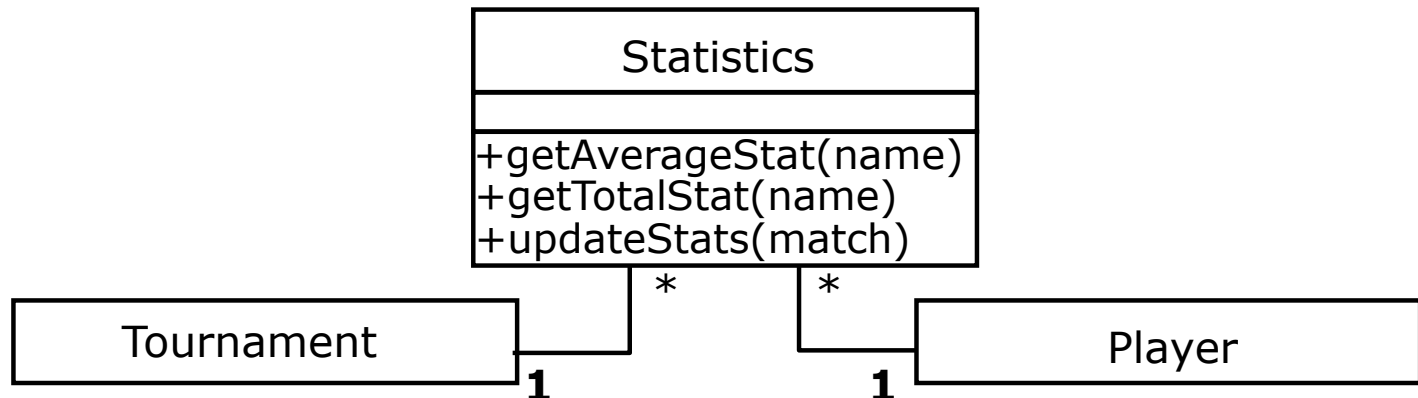 Statistics
+getAverageStat(name)
+getTotalStat(name)
+updateStats(match)
* *
Tournament
Player
1 1